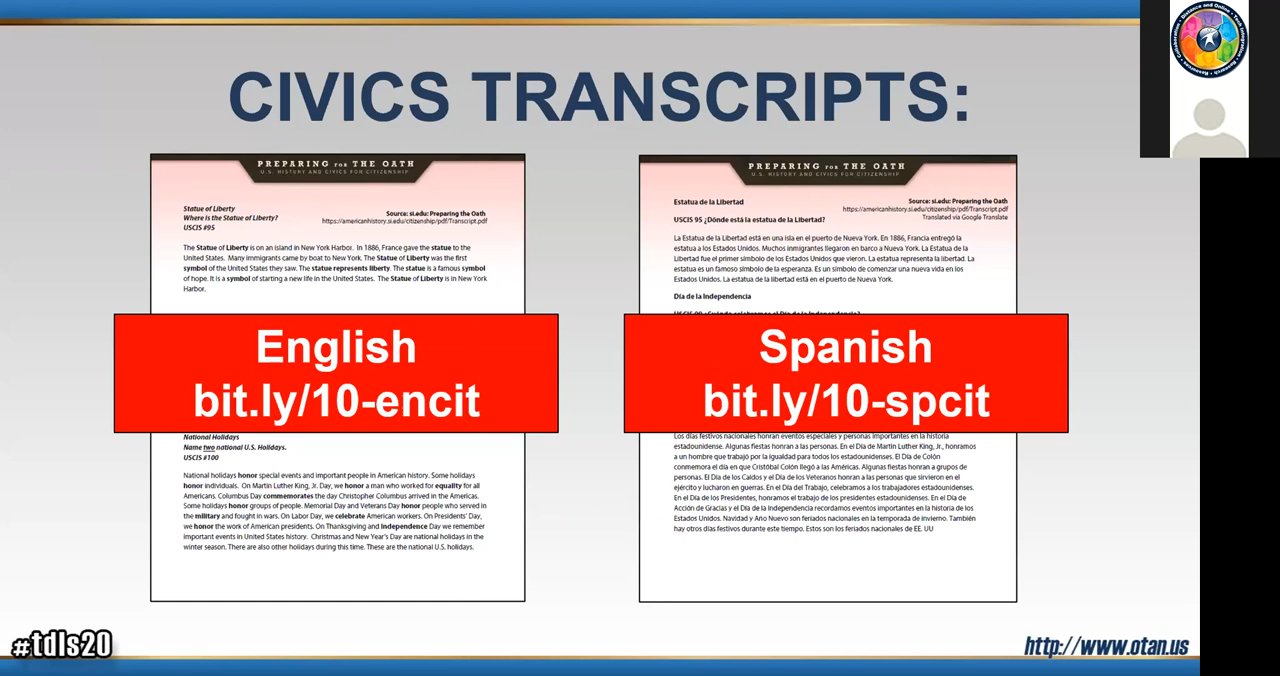 CIVICS TRANSCRIPTS:
PREPARING FOR THE OATH
U.S. HISTORY AND CIVICS FOR CITIZENSHIP
Statue of Liberty
Where is the Statue of Liberty?
USCIS #95
Source: si.edu: Preparing the Oath
https://americanhistory.si.edu/citizenship/pdf/Transcript.pdf
The Statue of Liberty is on an island in New York Harbor. In 1886, France gave the statue to the
United States. Many immigrants came by boat to New York. The Statue of Liberty was the first
symbol of the United States they saw. The statue represents liberty. The statue is a famous symbol
of hope. It is a symbol of starting a new life in the United States. The Statue of Liberty is in New York
Harbor.
English
bit.ly/10-encit
National Holidays
Name two national U.S. Holidays.
USCIS #100
National holidays honor special events and important people in American history. Some holidays
honor individuals. On Martin Luther King, Jr. Day, we honor a man who worked for equality for all
Americans. Columbus Day commemorates the day Christopher Columbus arrived in the Americas.
Some holidays honor groups of people. Memorial Day and Veterans Day honor people who served in
the military and fought in wars. On Labor Day, we celebrate American workers. On Presidents' Day,
we honor the work of American presidents. On Thanksgiving and Independence Day we remember
important events in United States history. Christmas and New Year's Day are national holidays in the
winter season. There are also other holidays during this time. These are the national U.S. holidays.
PREPARING FOR THE OATH
U.S. HISTORY AND CIVICS FOR CITIZENSHIP
Estatua de la Libertad
Source: si.edu: Preparing the Oath
https://americanhistory.si.edu/citizenship/pdf/Transcript.pdf
Translated via Google Translate
USCIS 95 ¿Dónde está la estatua de la Libertad?
La Estatua de la Libertad está en una isla en el puerto de Nueva York. En 1886, Francia entregó la
estatua a los Estados Unidos. Muchos inmigrantes llegaron en barco a Nueva York. La Estatua de la
Libertad fue el primer símbolo de los Estados Unidos que vieron. La estatua representa la libertad. La
estatua es un famoso símbolo de la esperanza. Es un símbolo de comenzar una nueva vida en los
Estados Unidos. La estatua de la libertad está en el puerto de Nueva York.
Día de la Independencia
Spanish
bit.ly/10-spcit
Los días festivos nacionales honran eventos especiales y personas importantes en la historia
estadounidense. Algunas fiestas honran a las personas. En el Día de Martin Luther King, Jr., honramos
a un hombre que trabajó por la igualdad para todos los estadounidenses. El Día de Colón
conmemora el día en que Cristóbal Colón llegó a las Américas. Algunas fiestas honran a grupos de
personas. El Día de los Caídos y el Día de los Veteranos honran a las personas que sirvieron en el
ejército y lucharon en guerras. En el Día del Trabajo, celebramos a los trabajadores estadounidenses.
En el Día de los Presidentes, honramos el trabajo de los presidentes estadounidenses. En el Día de
Acción de Gracias y el Día de la Independencia recordamos eventos importantes en la historia de los
Estados Unidos. Navidad y Año Nuevo son feriados nacionales en la temporada de invierno. También
hay otros días festivos durante este tiempo. Estos son los feriados nacionales de EE. UU
#tdls20
http://www.otan.us